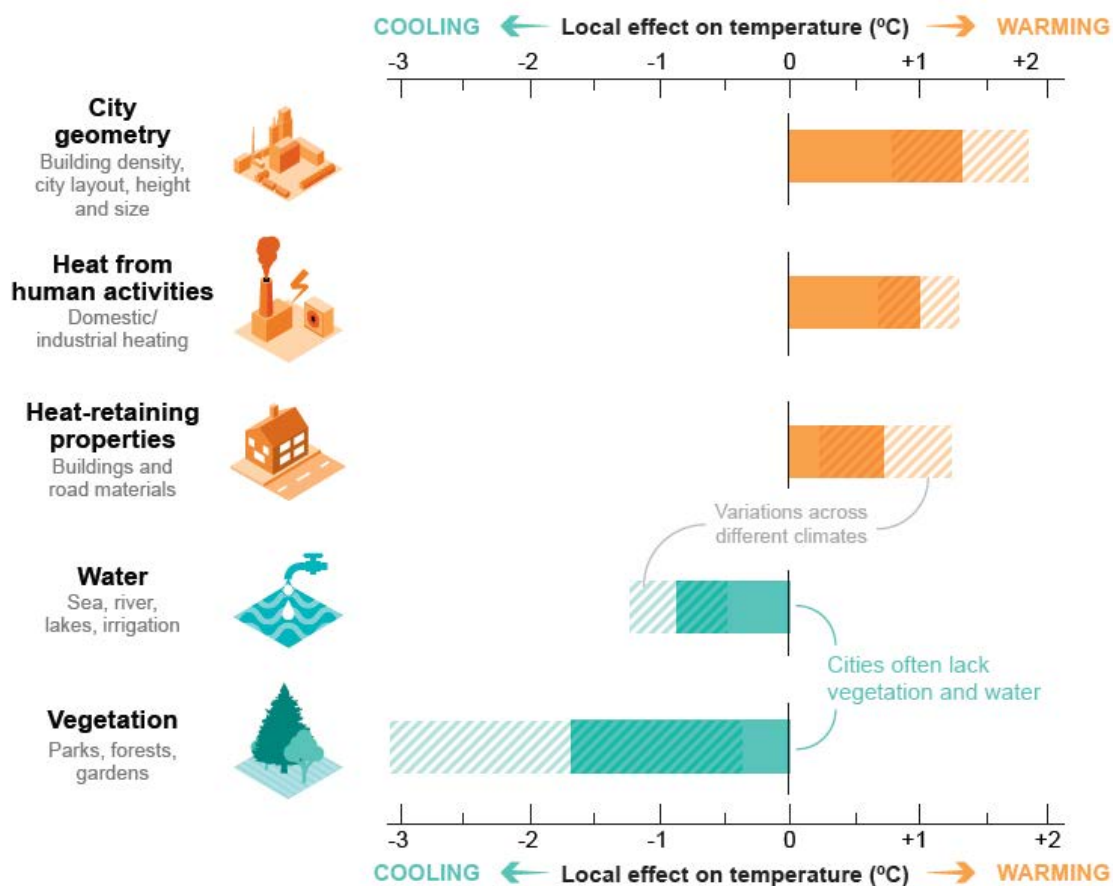 COOLING Local effect on temperature (ºC) WARMING
-3 -2 -1 0 +1 +2
City
geometry
Building density,
city layout, height
and size
Heat from
human activities
Domestic/
industrial heating
Heat-retaining
properties
Buildings and
road materials
Variations across
different climates
Water
Sea, river,
lakes, irrigation
Cities often lack
vegetation and water
Vegetation
Parks, forests,
gardens
-3 -2 -1 0 +1 +2
COOLING Local effect on temperature (ºC) WARMING